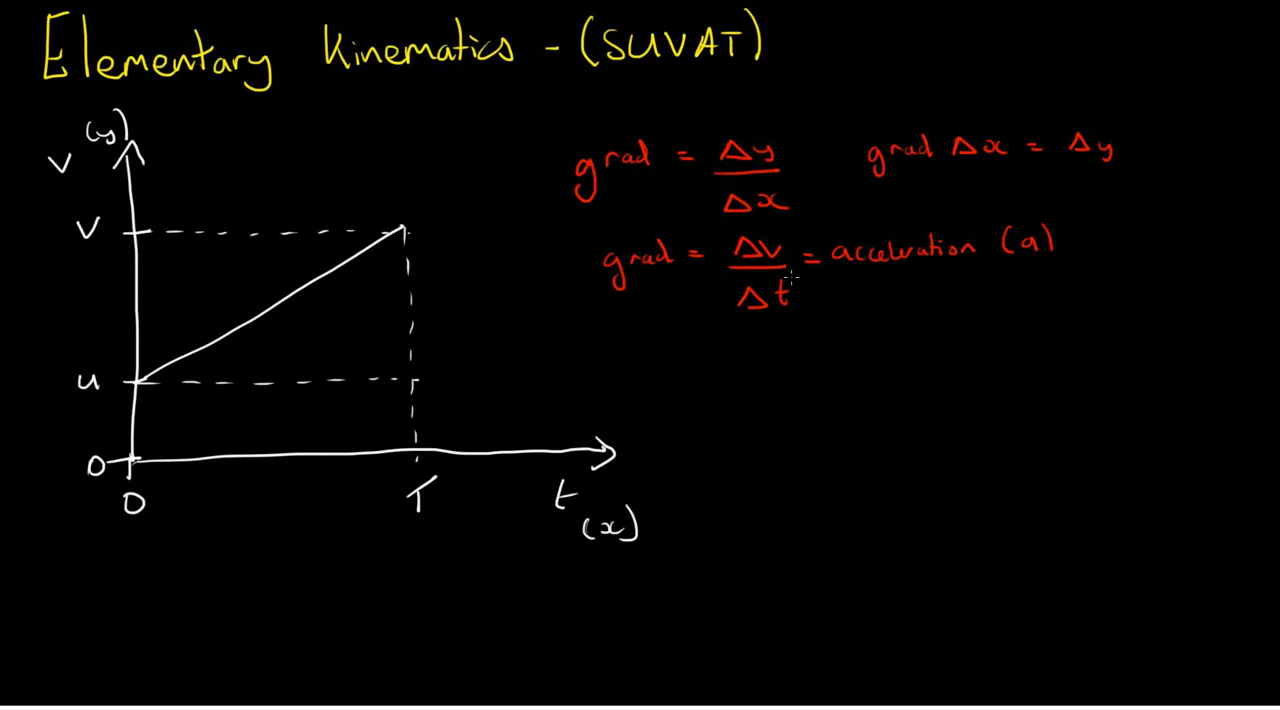 Elementary Kinematics - (SUVAT)
(y)
v
grad = Δy / Δx
grad Δx = Δy
V
grad = Δv / Δt = acceleration (a)
u
0
0
T
t
(x)